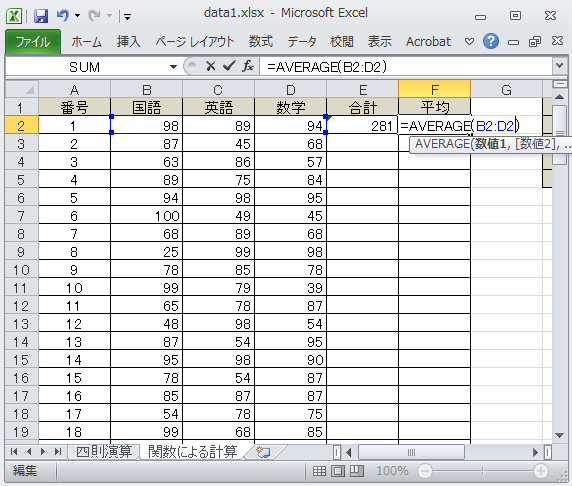 data1.xlsx - Microsoft Excel
ファイル ホーム 挿入 ページ レイアウト 数式 データ 校閲 表示 Acrobat
SUM =AVERAGE(B2:D2)
A B C D E F G
1 番号 国語 英語 数学 合計 平均
2 1 98 89 94 281 =AVERAGE(B2:D2)
3 2 87 45 68 AVERAGE(数値1, [数値2], ...
4 3 63 86 57
5 4 89 75 84
6 5 94 98 95
7 6 100 49 45
8 7 68 89 68
9 8 25 99 98
10 9 78 85 78
11 10 99 79 39
12 11 65 78 87
13 12 48 98 54
14 13 87 54 95
15 14 95 98 90
16 15 78 54 87
17 16 85 87 87
18 17 54 78 75
19 18 99 68 85
四則演算 関数による計算
編集 100%